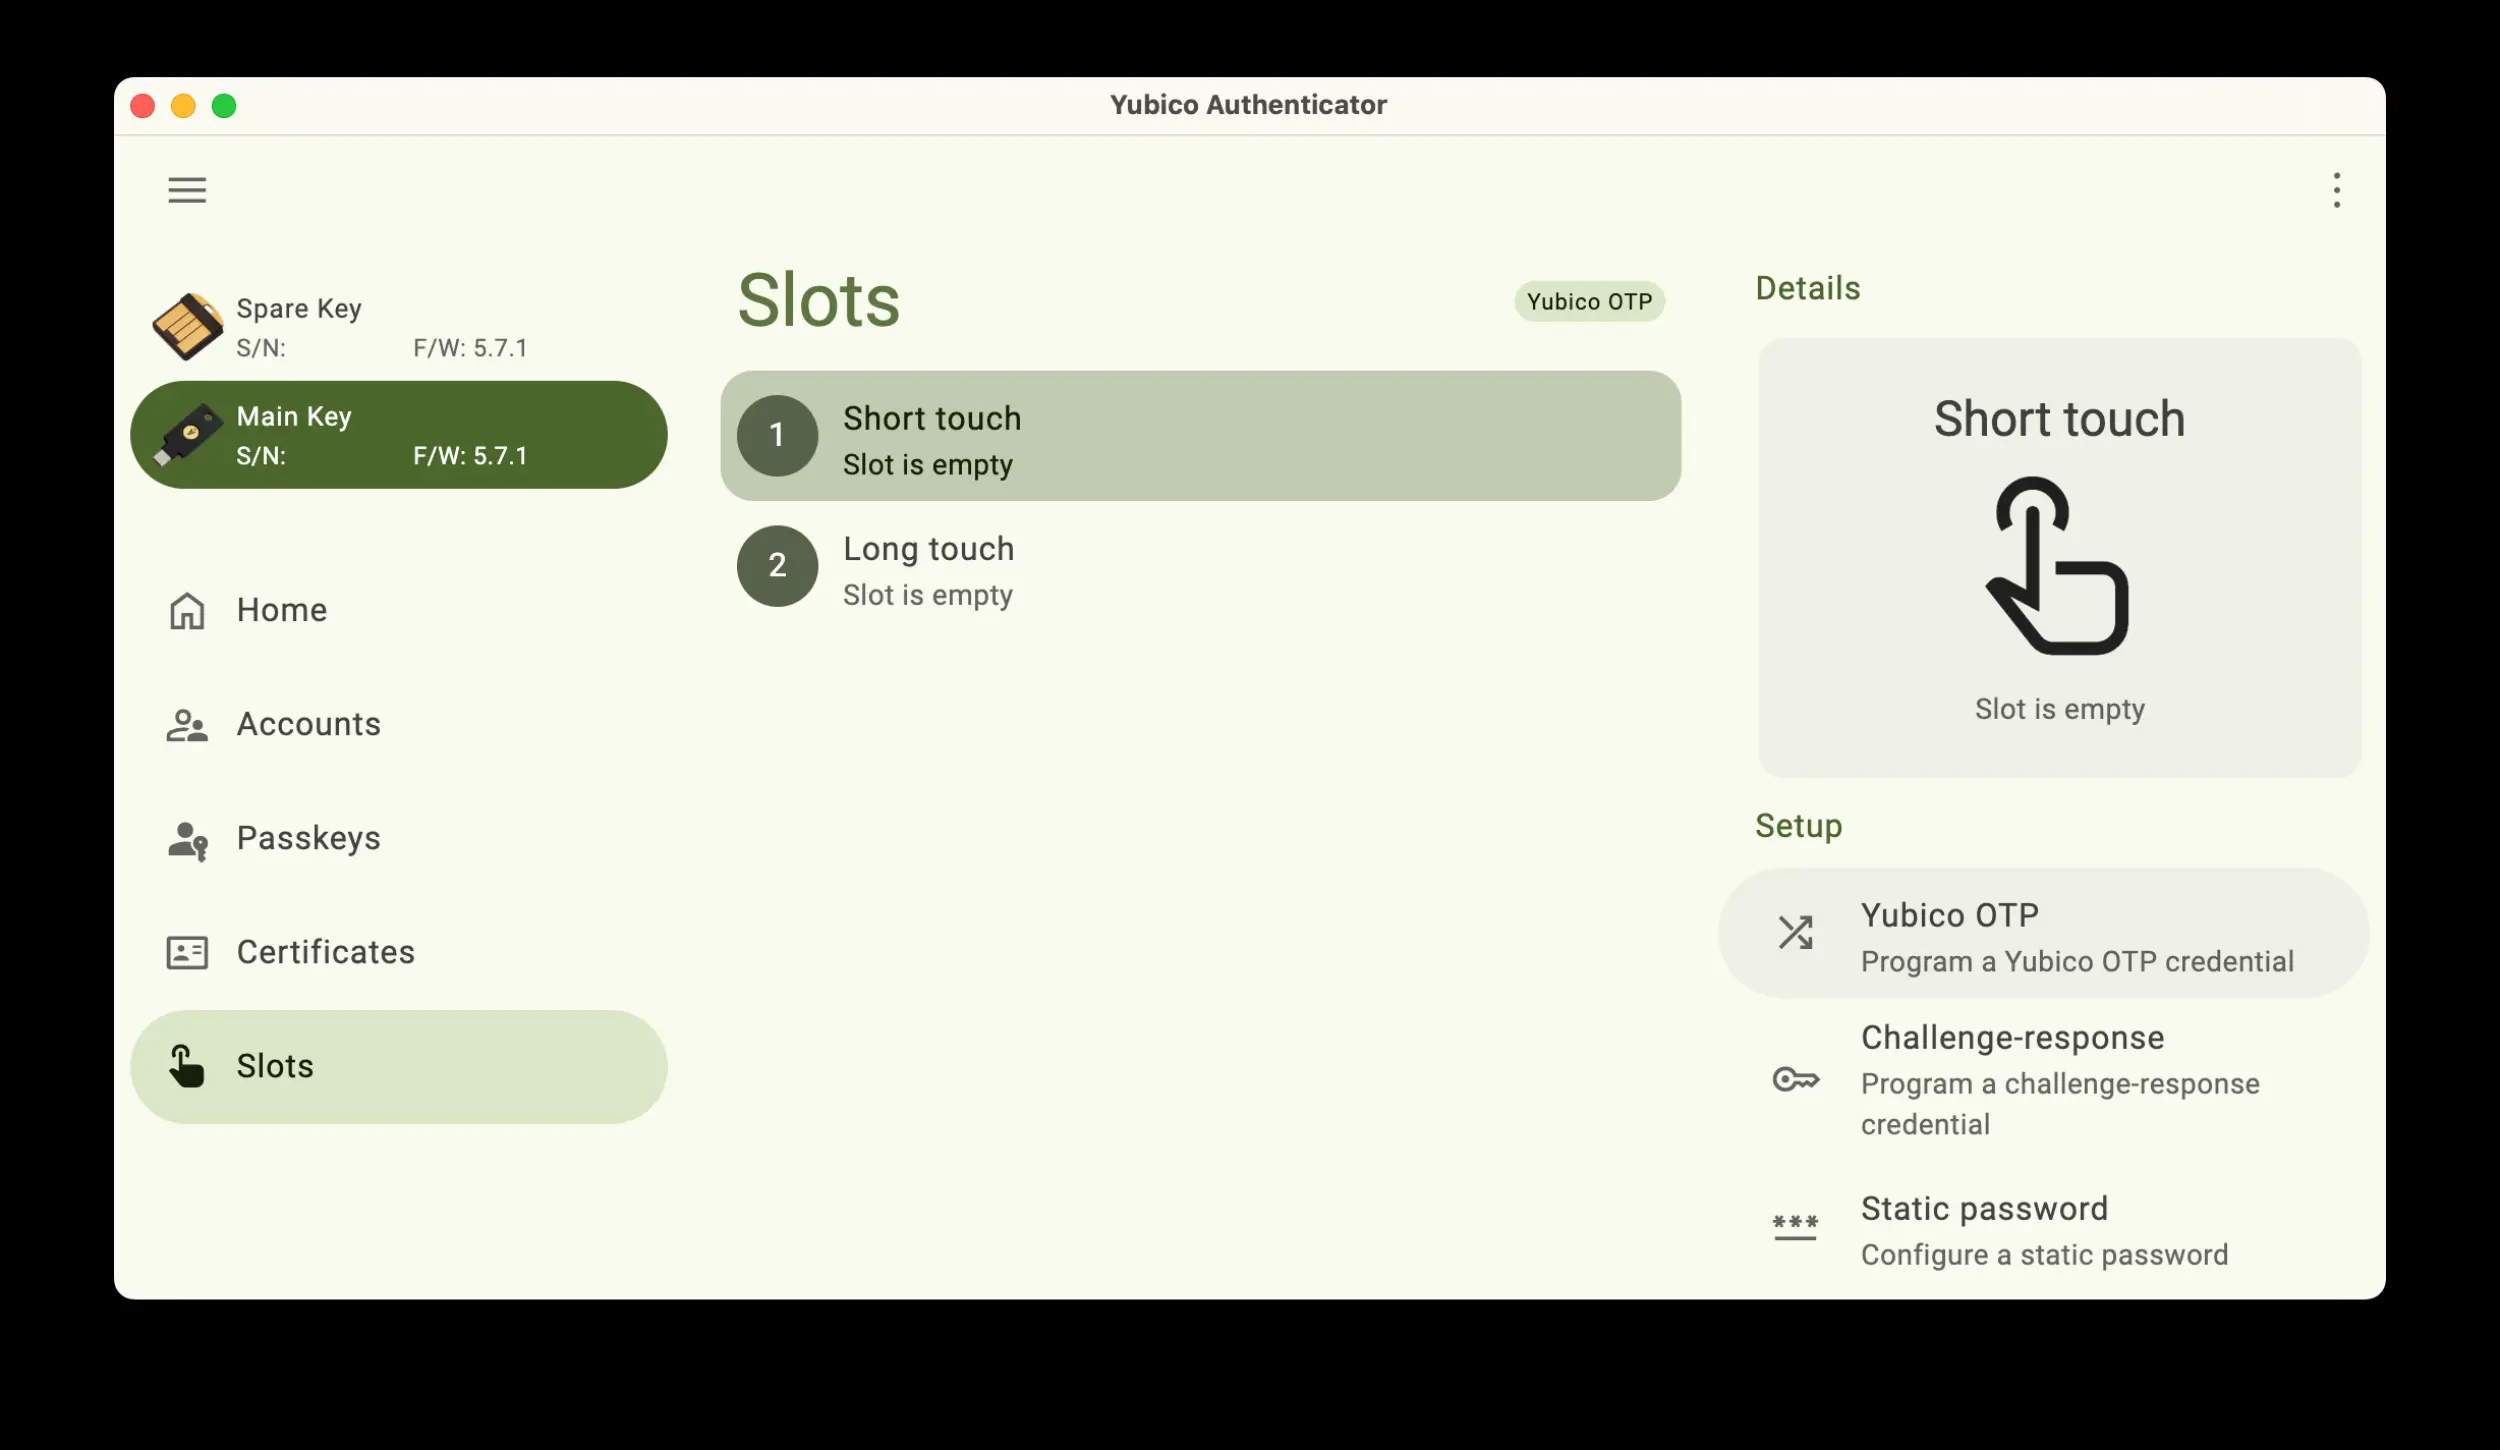 Yubico Authenticator
Spare Key
S/N: F/W: 5.7.1
Main Key
S/N: F/W: 5.7.1
Home
Accounts
Passkeys
Certificates
Slots
Slots
Yubico OTP
1
Short touch
Slot is empty
2
Long touch
Slot is empty
Details
Short touch
Slot is empty
Setup
Yubico OTP
Program a Yubico OTP credential
Challenge-response
Program a challenge-response
credential
***
Static password
Configure a static password